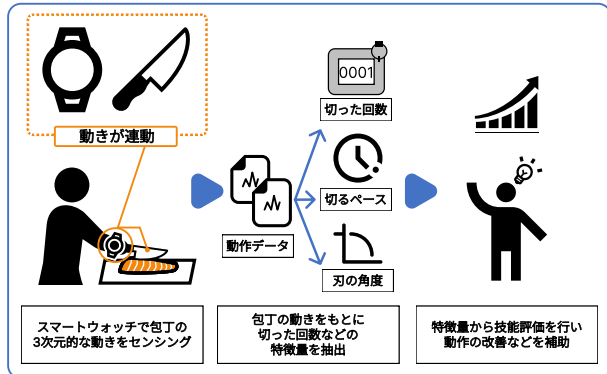 動きが連動
0001
切った回数
切るペース
動作データ
刃の角度
スマートウォッチで包丁の
3次元的な動きをセンシング
包丁の動きをもとに
切った回数などの
特徴量を抽出
特徴量から技能評価を行い
動作の改善などを補助